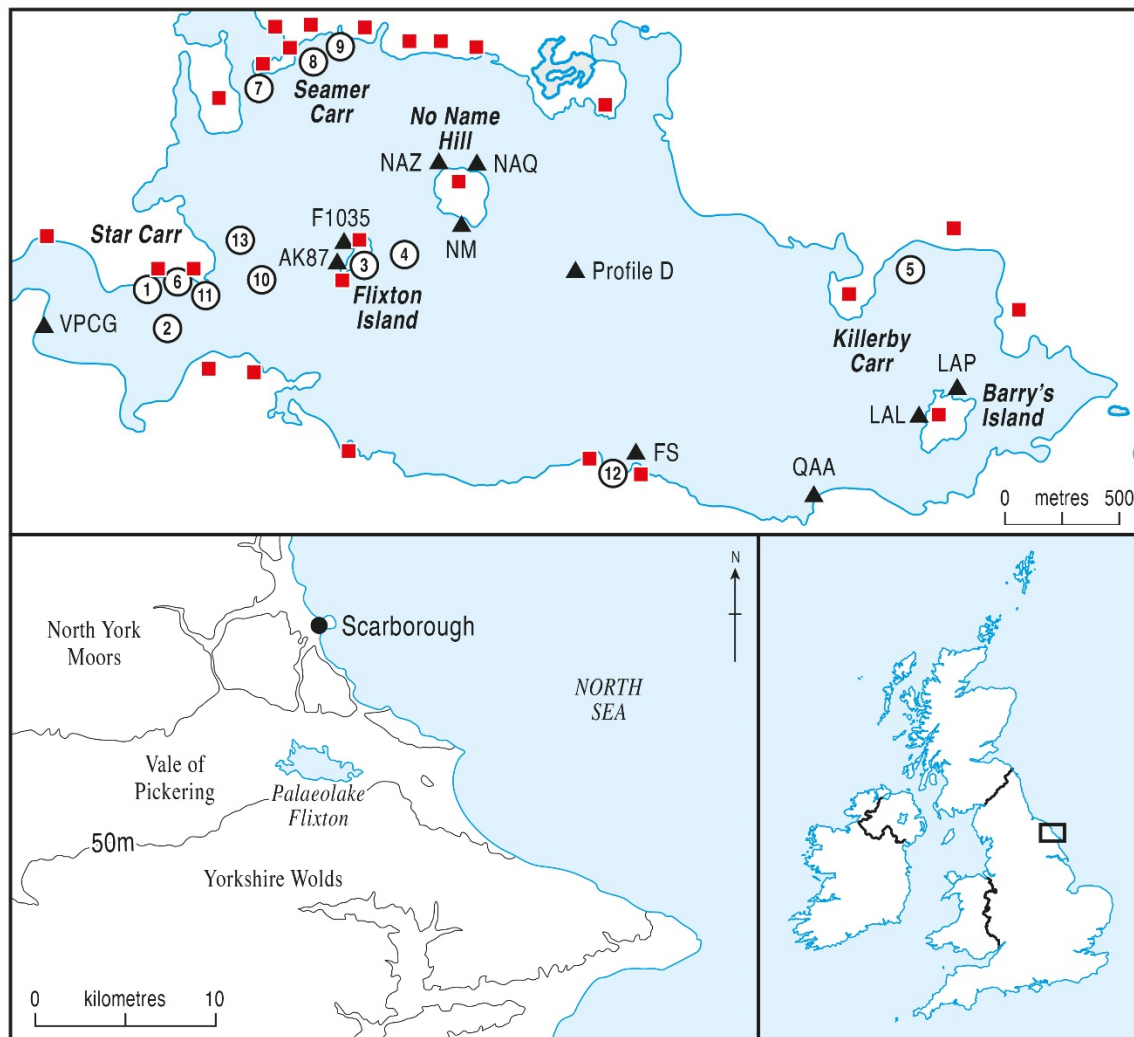 9
8
7
Seamer
Carr
No Name
Hill
NAZ
NAQ
F1035
NM
Star Carr
13
AK87
3
4
5
10
Profile D
1
6
11
Flixton
Island
VPCG
2
Killerby
Carr
LAP
LAL
Barry's
Island
FS
12
QAA
0 metres 500
N
North York
Moors
Scarborough
NORTH
SEA
Vale of
Pickering
Palaeolake
Flixton
50m
Yorkshire Wolds
0 kilometres 10